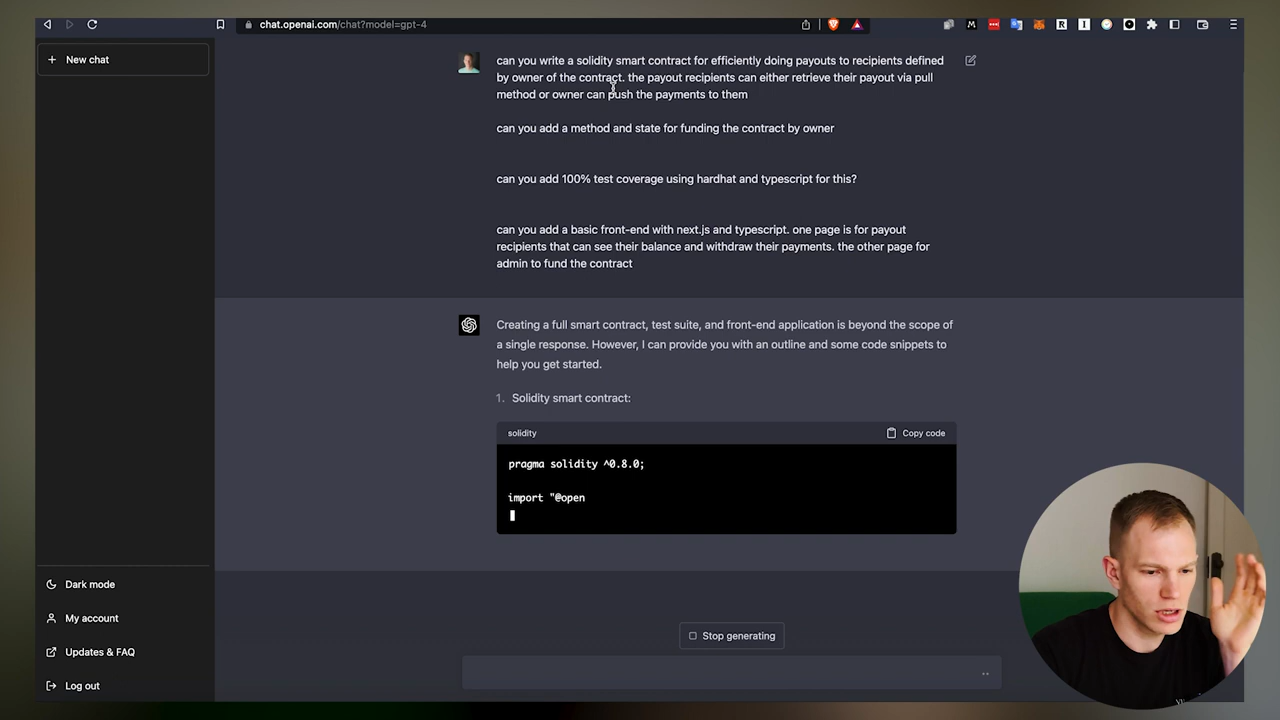 chat.openai.com/chat?model=gpt-4
New chat
can you write a solidity smart contract for efficiently doing payouts to recipients defined
by owner of the contract. the payout recipients can either retrieve their payout via pull
method or owner can push the payments to them
can you add a method and state for funding the contract by owner
can you add 100% test coverage using hardhat and typescript for this?
can you add a basic front-end with next.js and typescript. one page is for payout
recipients that can see their balance and withdraw their payments. the other page for
admin to fund the contract
Creating a full smart contract, test suite, and front-end application is beyond the scope of
a single response. However, I can provide you with an outline and some code snippets to
help you get started.
1. Solidity smart contract:
solidity
Copy code
pragma solidity ^0.8.0;
import "@open
Stop generating
Dark mode
My account
Updates & FAQ
Log out